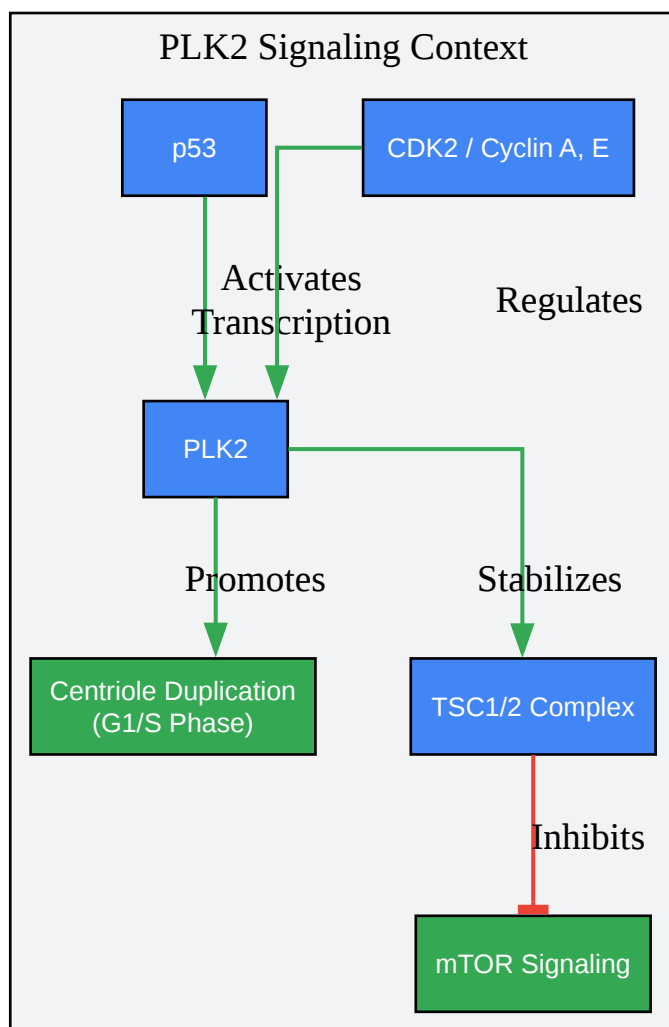 PLK2 Signaling Context
p53
CDK2 / Cyclin A, E
Activates
Transcription
Regulates
PLK2
Promotes
Stabilizes
Centriole Duplication
(G1/S Phase)
TSC1/2 Complex
Inhibits
mTOR Signaling